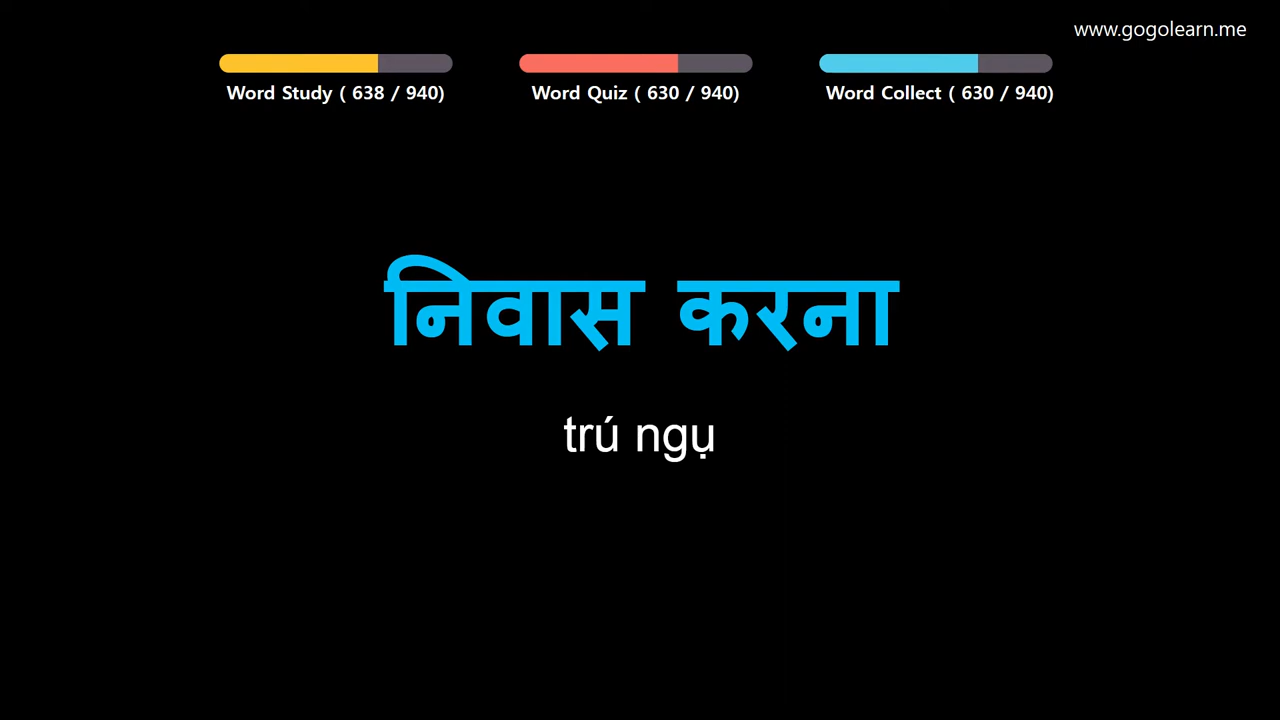 www.gogolearn.me
Word Study ( 638 / 940)
Word Quiz ( 630 / 940)
Word Collect ( 630 / 940)
निवास करना
trú ngụ